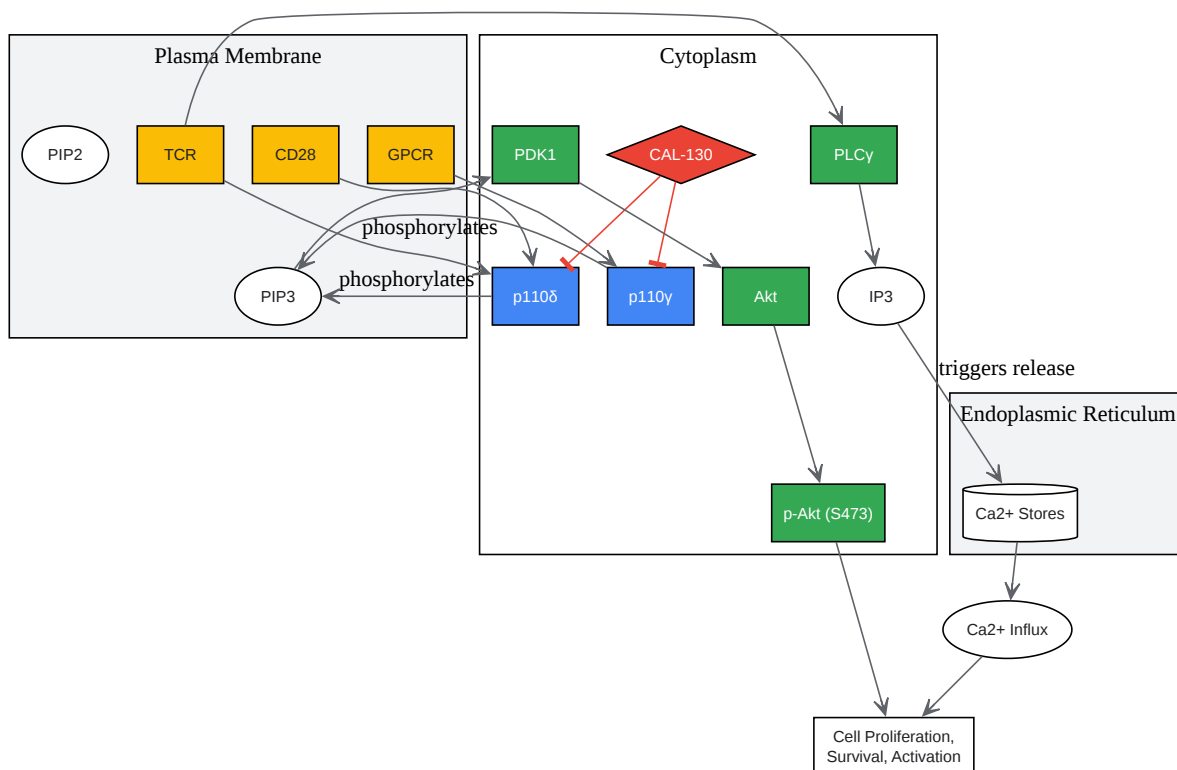 Plasma Membrane
Cytoplasm
PIP2
TCR
CD28
GPCR
PDK1
CAL-130
PLCγ
phosphorylates
phosphorylates
PIP3
p110δ
p110γ
Akt
IP3
triggers release
Endoplasmic Reticulum
p-Akt (S473)
Ca2+ Stores
Ca2+ Influx
Cell Proliferation,
Survival, Activation